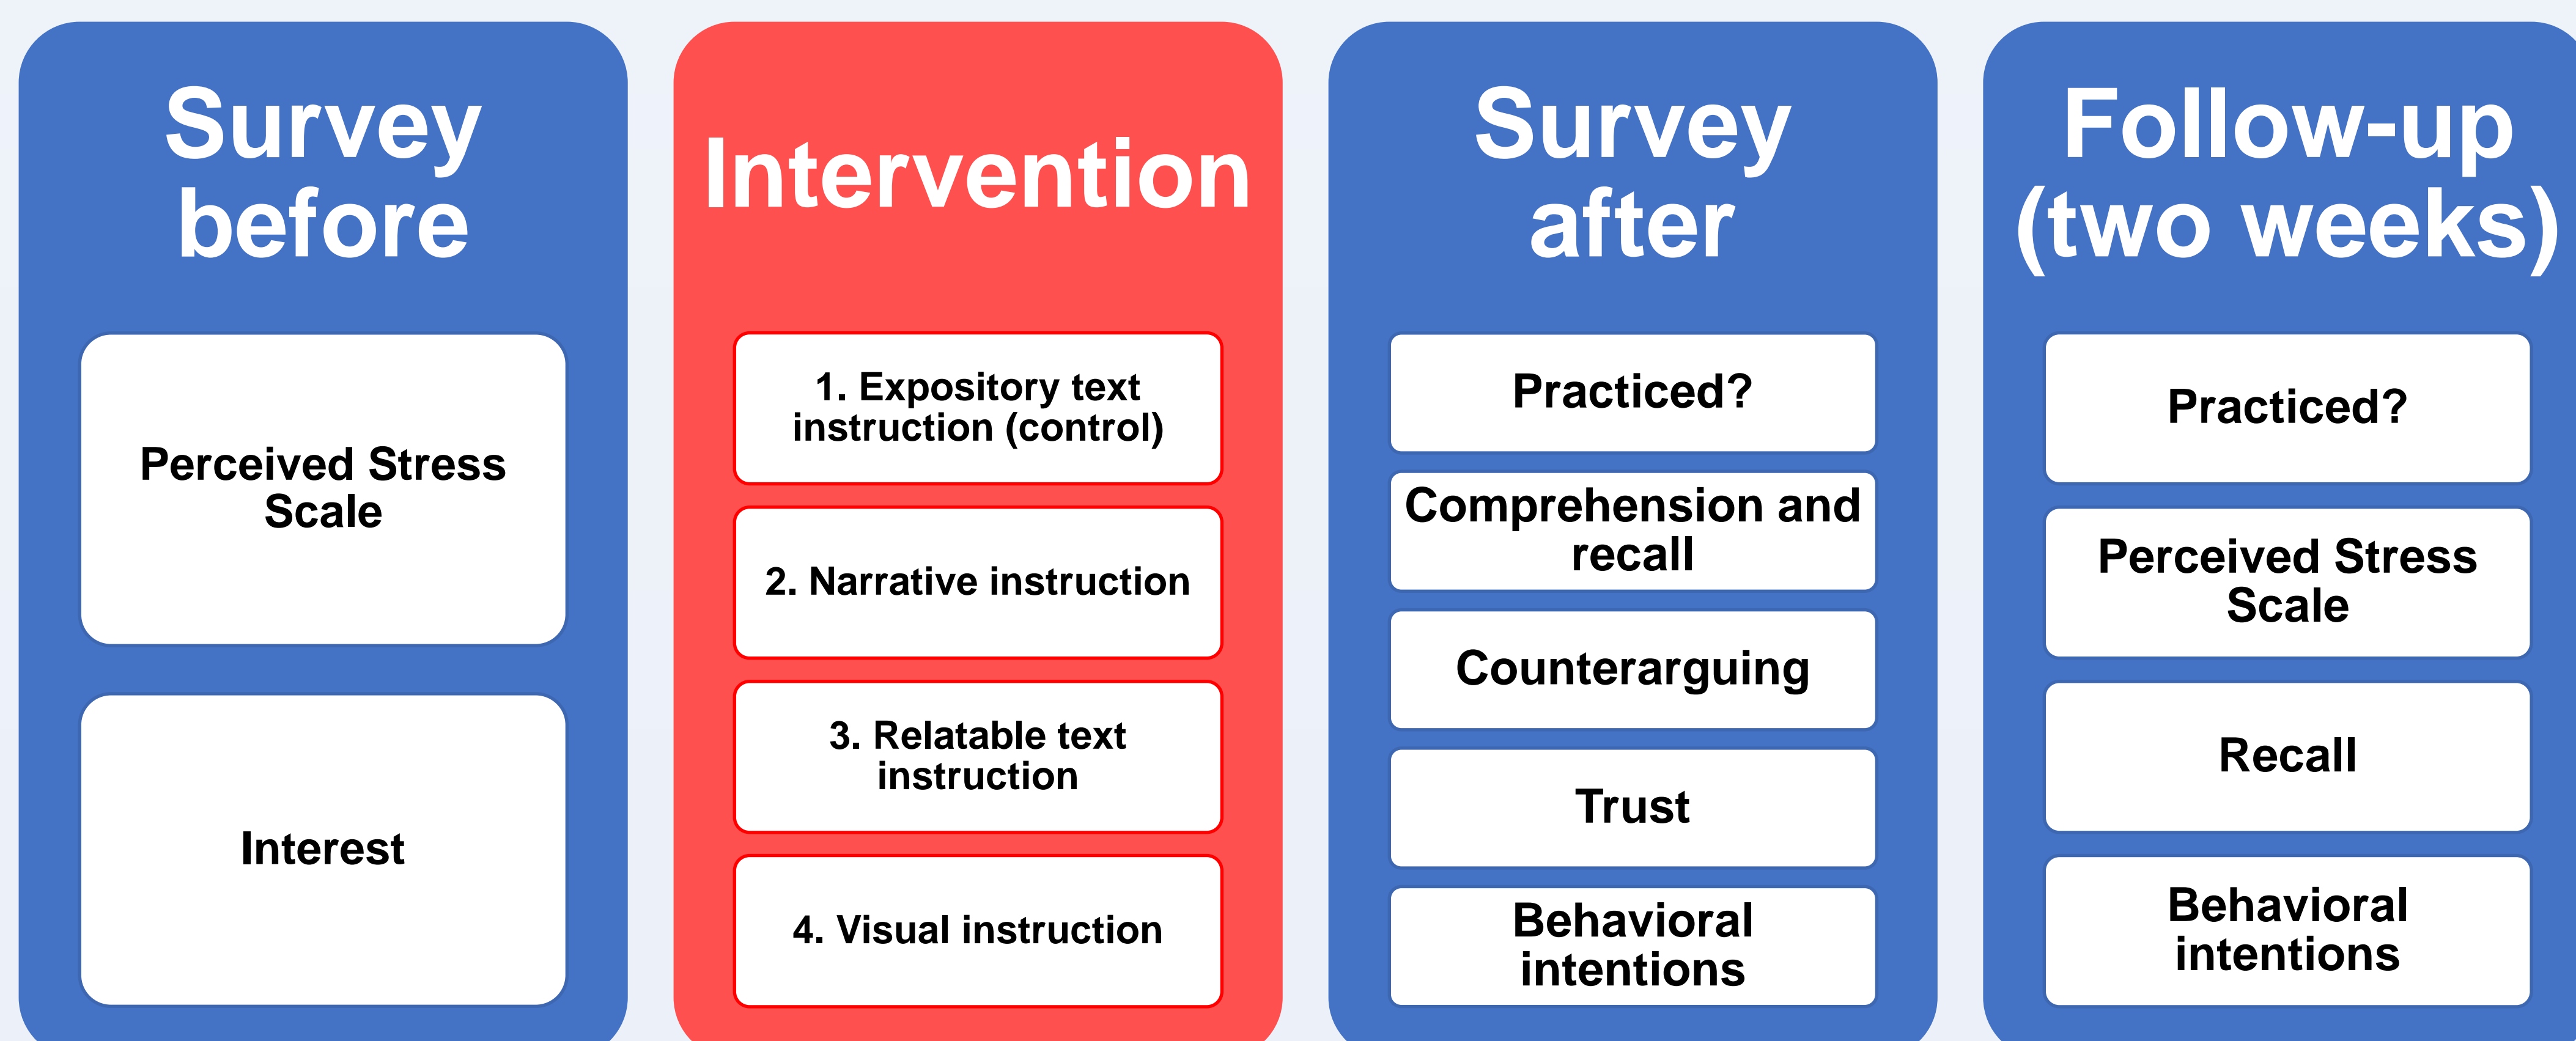 Survey
before
Perceived Stress
Scale
Interest
Intervention
1. Expository text
instruction (control)
2. Narrative instruction
3. Relatable text
instruction
4. Visual instruction
Survey
after
Practiced?
Comprehension and
recall
Counterarguing
Trust
Behavioral
intentions
Follow-up
(two weeks)
Practiced?
Perceived Stress
Scale
Recall
Behavioral
intentions